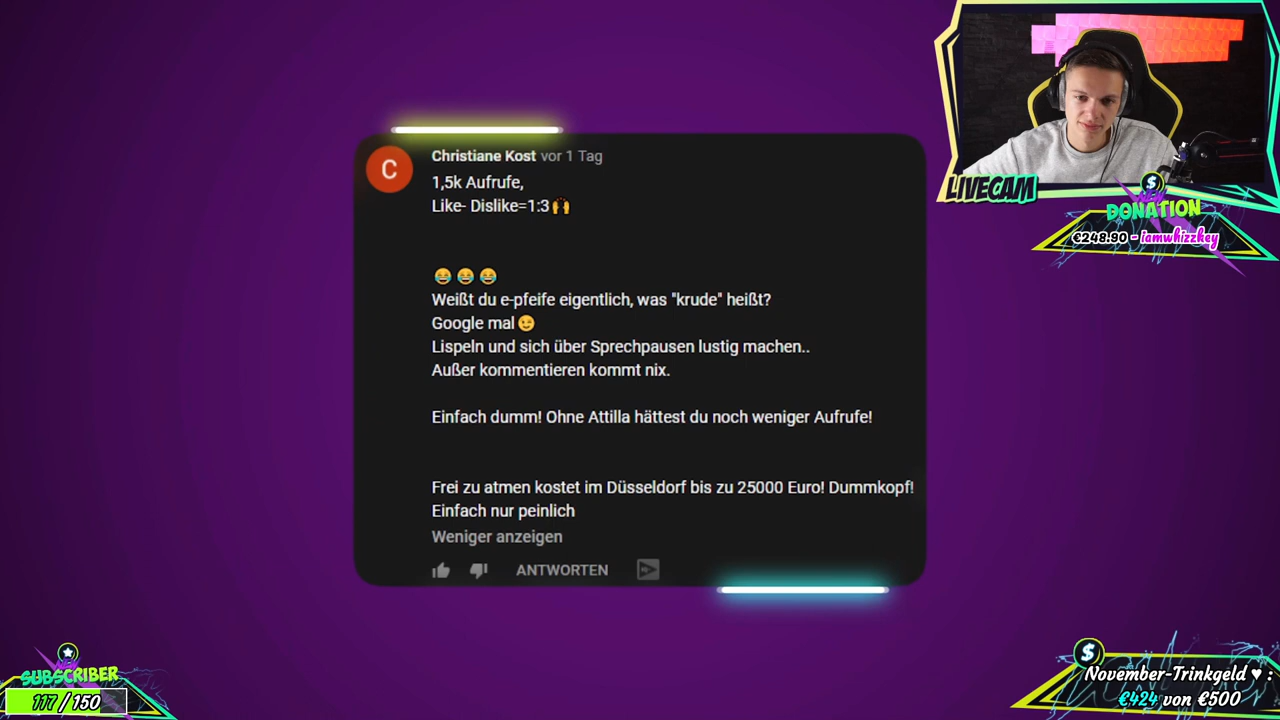 LIVECAM
NEW
DONATION
€248.90 - iamwhizzkey
C
Christiane Kost vor 1 Tag
1,5k Aufrufe,
Like- Dislike=1:3🙌
😂😂😂
Weißt du e-pfeife eigentlich, was "krude" heißt?
Google mal😉
Lispeln und sich über Sprechpausen lustig machen..
Außer kommentieren kommt nix.
Einfach dumm! Ohne Attilla hättest du noch weniger Aufrufe!
Frei zu atmen kostet im Düsseldorf bis zu 25000 Euro! Dummkopf!
Einfach nur peinlich
Weniger anzeigen
ANTWORTEN
NEW
SUBSCRIBER
117 / 150
$
November-Trinkgeld ♥ :
€424 von €500